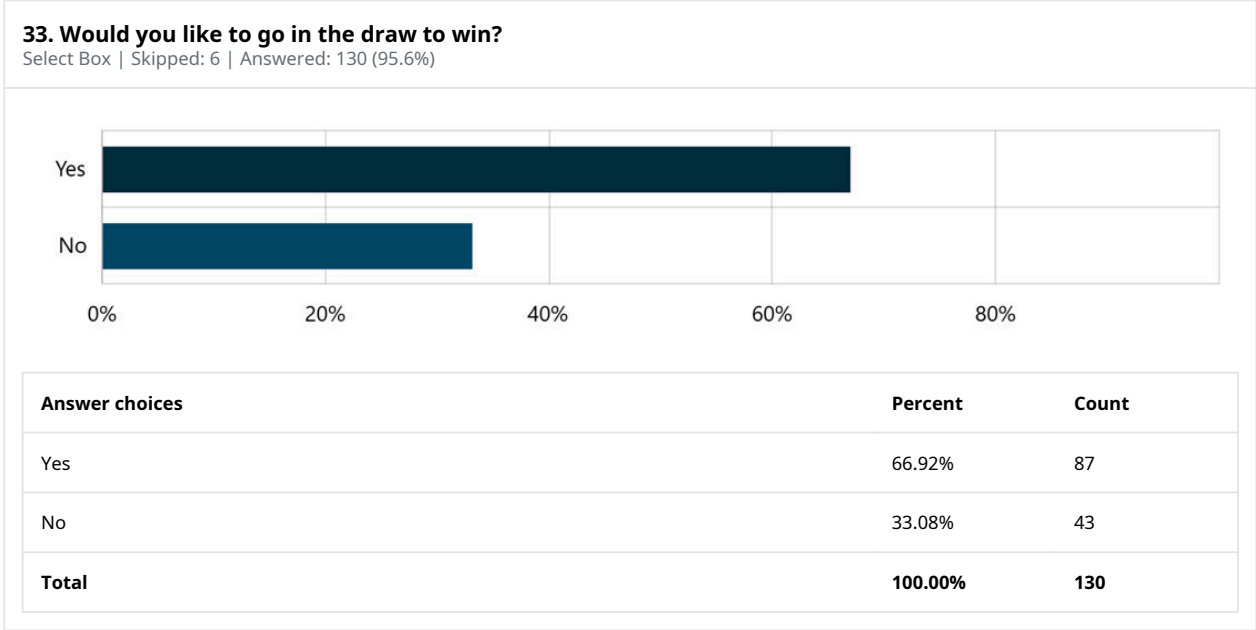 33. Would you like to go in the draw to win?
Select Box | Skipped: 6 | Answered: 130 (95.6%)
Yes
No
0% 20% 40% 60% 80%
Answer choices Percent Count
Yes 66.92% 87
No 33.08% 43
Total 100.00% 130